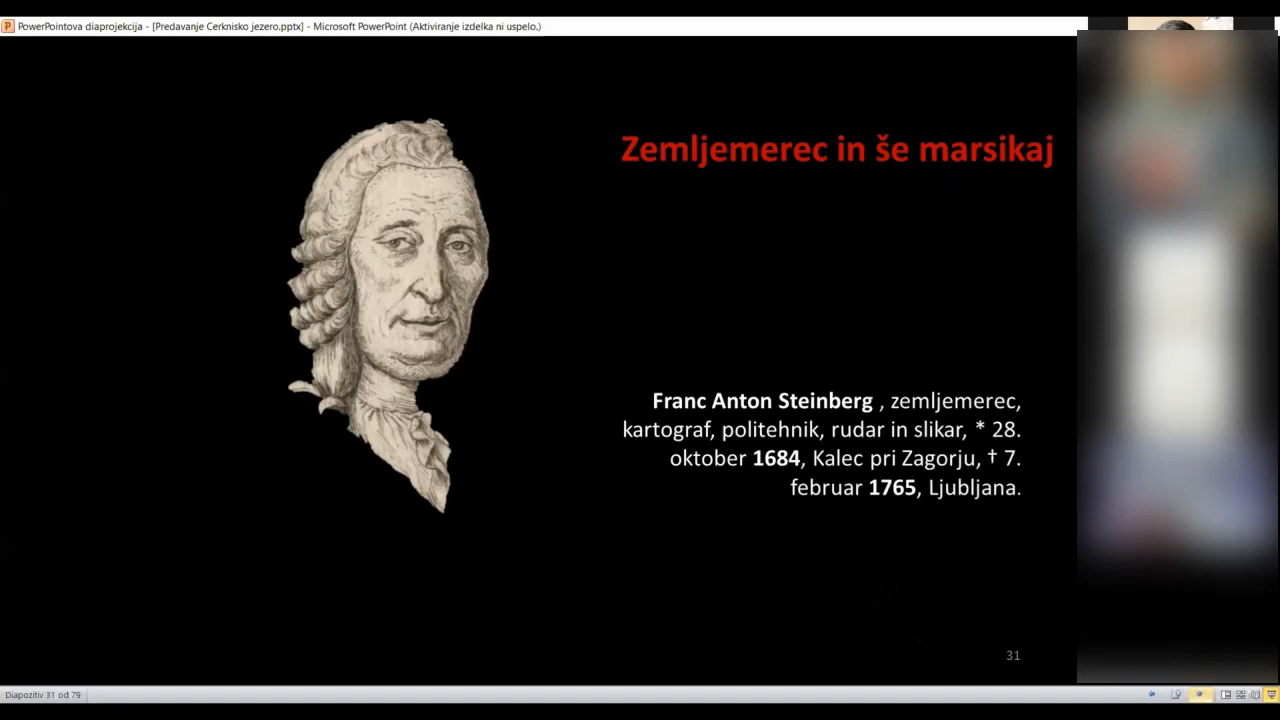 PowerPointova diaprojekcija - [Predavanje Cerknisko jezero.pptx] - Microsoft PowerPoint (Aktiviranje izdelka ni uspelo.)
Zemljemerec in še marsikaj
Franc Anton Steinberg , zemljemerec,
kartograf, politehnik, rudar in slikar, * 28.
oktober 1684, Kalec pri Zagorju, † 7.
februar 1765, Ljubljana.
31
Diapozitiv 31 od 79